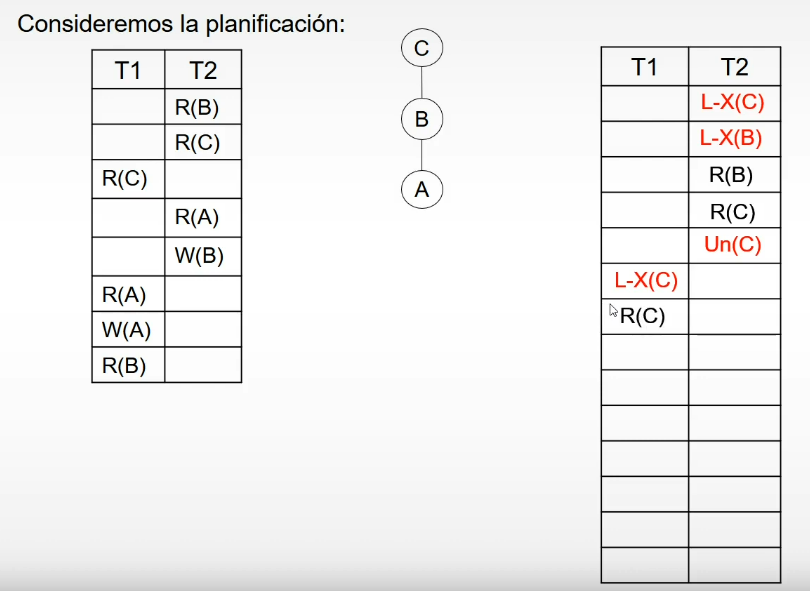 Consideremos la planificación:
T1 T2
R(B)
R(C)
R(C)
R(A)
W(B)
R(A)
W(A)
R(B)
C
B
A
T1 T2
L-X(C)
L-X(B)
R(B)
R(C)
Un(C)
L-X(C)
R(C)